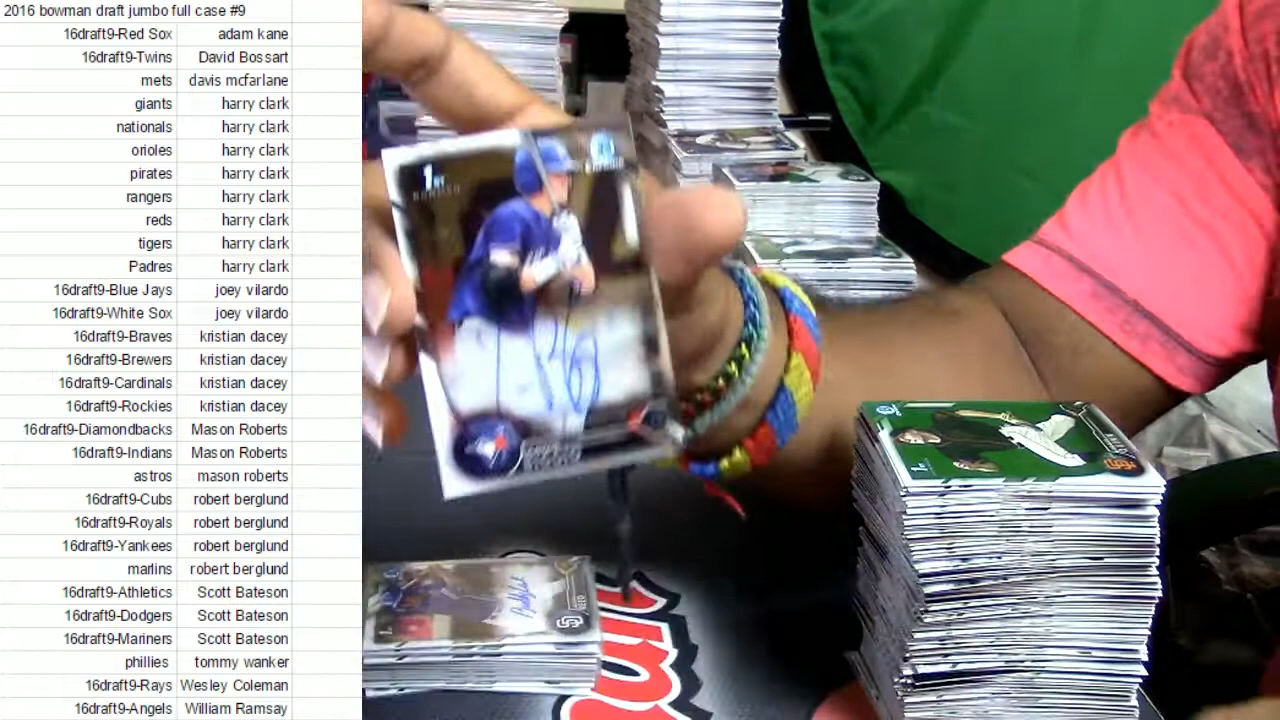 2016 bowman draft jumbo full case #9
16draft9-Red Sox adam kane
16draft9-Twins David Bossart
mets davis mcfarlane
giants harry clark
nationals harry clark
orioles harry clark
pirates harry clark
rangers harry clark
reds harry clark
tigers harry clark
Padres harry clark
16draft9-Blue Jays joey vilardo
16draft9-White Sox joey vilardo
16draft9-Braves kristian dacey
16draft9-Brewers kristian dacey
16draft9-Cardinals kristian dacey
16draft9-Rockies kristian dacey
16draft9-Diamondbacks Mason Roberts
16draft9-Indians Mason Roberts
astros mason roberts
16draft9-Cubs robert berglund
16draft9-Royals robert berglund
16draft9-Yankees robert berglund
marlins robert berglund
16draft9-Athletics Scott Bateson
16draft9-Dodgers Scott Bateson
16draft9-Mariners Scott Bateson
phillies tommy wanker
16draft9-Rays Wesley Coleman
16draft9-Angels William Ramsay
1st